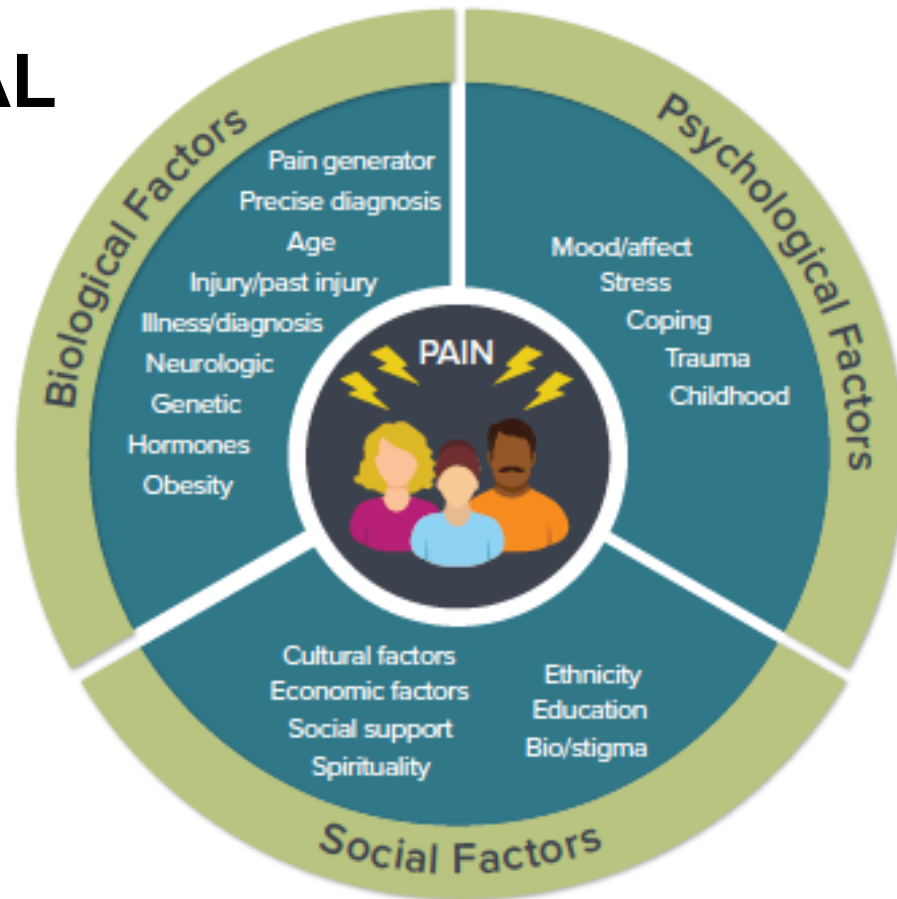 AL
Biological Factors
Pain generator
Precise diagnosis
Age
Injury/past injury
Illness/diagnosis
Neurologic
Genetic
Hormones
Obesity
Psychological Factors
Mood/affect
Stress
Coping
Trauma
Childhood
PAIN
Cultural factors
Economic factors
Social support
Spirituality
Ethnicity
Education
Bio/stigma
Social Factors